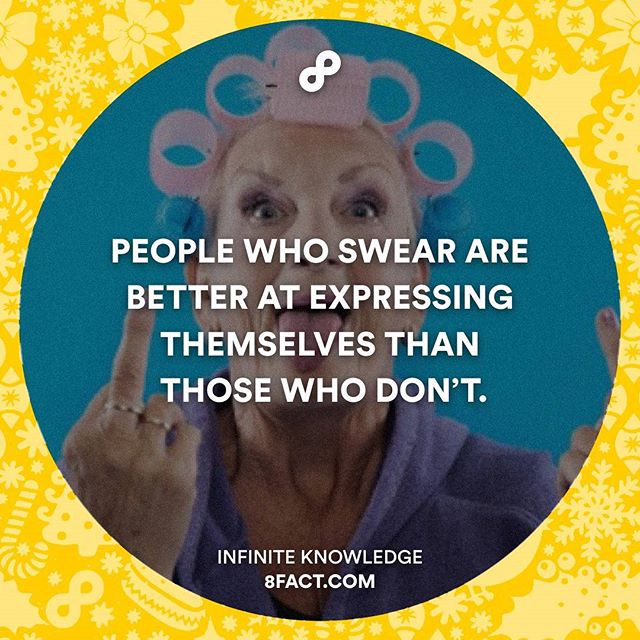 PEOPLE WHO SWEAR ARE
BETTER AT EXPRESSING
THEMSELVES THAN
THOSE WHO DON'T.
INFINITE KNOWLEDGE
8FACT.COM